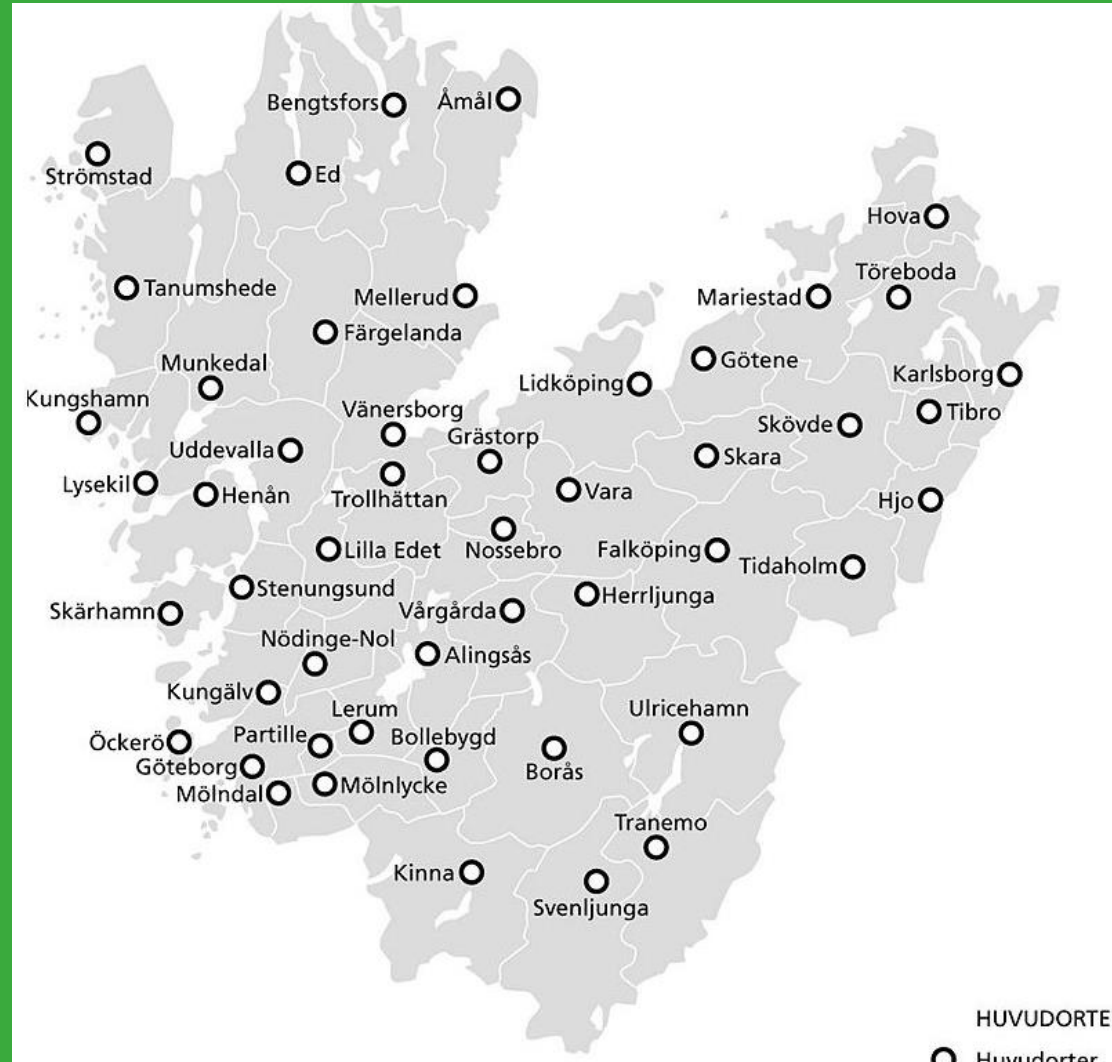 Bengtsfors
Åmål
Strömstad
Ed
Hova
Töreboda
Tanumshede
Mellerud
Mariestad
Färgelanda
Götene
Munkedal
Lidköping
Karlsborg
Kungshamn
Vänersborg
Tibro
Skövde
Grästorp
Uddevalla
Skara
Lysekil
Henån
Trollhättan
Vara
Hjo
Lilla Edet
Nossebro
Falköping
Tidaholm
Stenungsund
Herrljunga
Skärhamn
Vårgårda
Nödinge-Nol
Alingsås
Kungälv
Lerum
Ulricehamn
Öckerö
Partille
Bollebygd
Göteborg
Borås
Mölndal
Mölnlycke
Tranemo
Kinna
Svenljunga
HUVUDORTE
Huvudorter